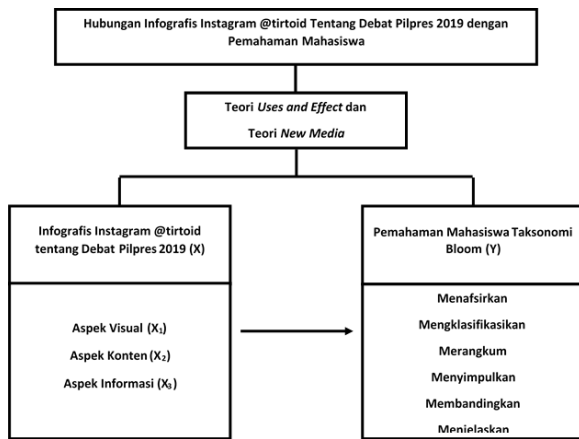 Hubungan Infografis Instagram @tirtoid Tentang Debat Pilpres 2019 dengan
Pemahaman Mahasiswa
Teori Uses and Effect dan
Teori New Media
Infografis Instagram @tirtoid
tentang Debat Pilpres 2019 (X)
Aspek Visual (X₁)
Aspek Konten (X₂)
Aspek Informasi (X₃)
Pemahaman Mahasiswa Taksonomi
Bloom (Y)
Menafsirkan
Mengklasifikasikan
Merangkum
Menyimpulkan
Membandingkan
Menjelaskan